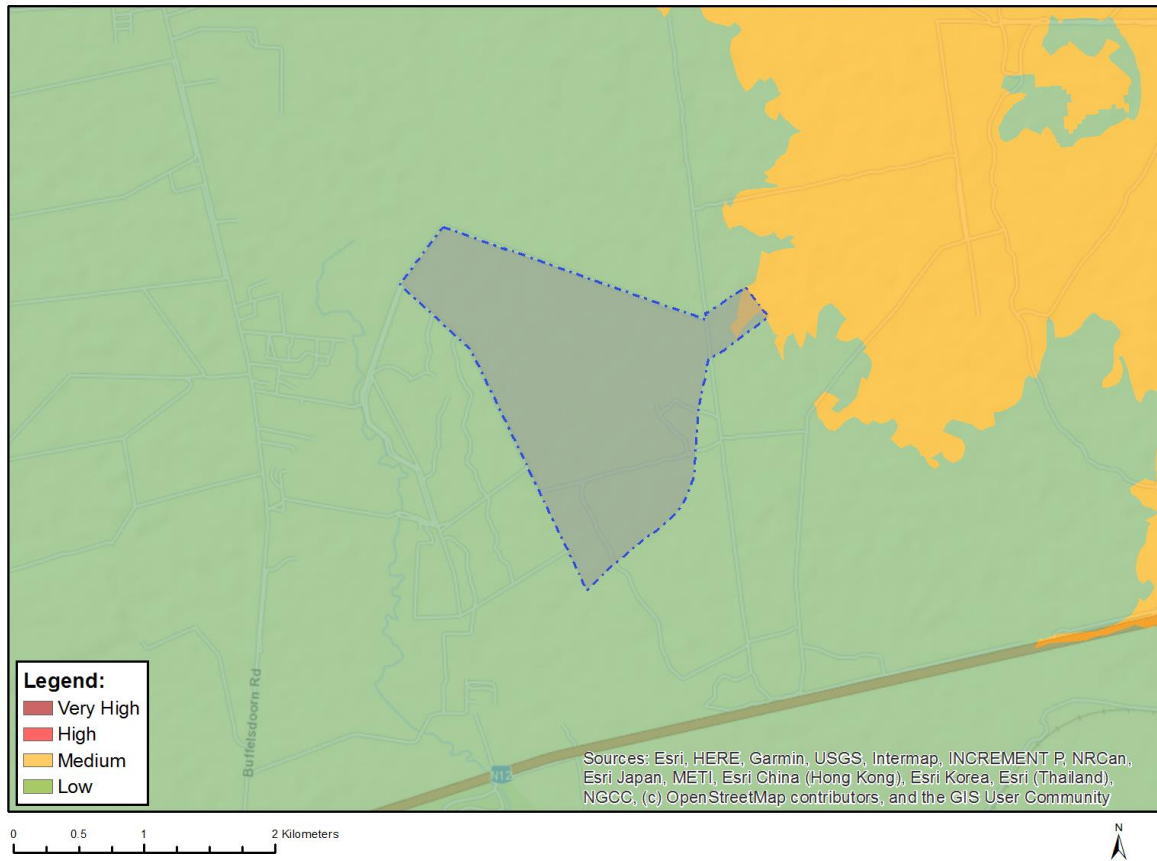 Buffelsdoorn Rd
N12
Legend:
Very High
High
Medium
Low
Sources: Esri, HERE, Garmin, USGS, Intermap, INCREMENT P, NRCan,
Esri Japan, METI, Esri China (Hong Kong), Esri Korea, Esri (Thailand),
NGCC, (c) OpenStreetMap contributors, and the GIS User Community
0 0.5 1 2 Kilometers
N